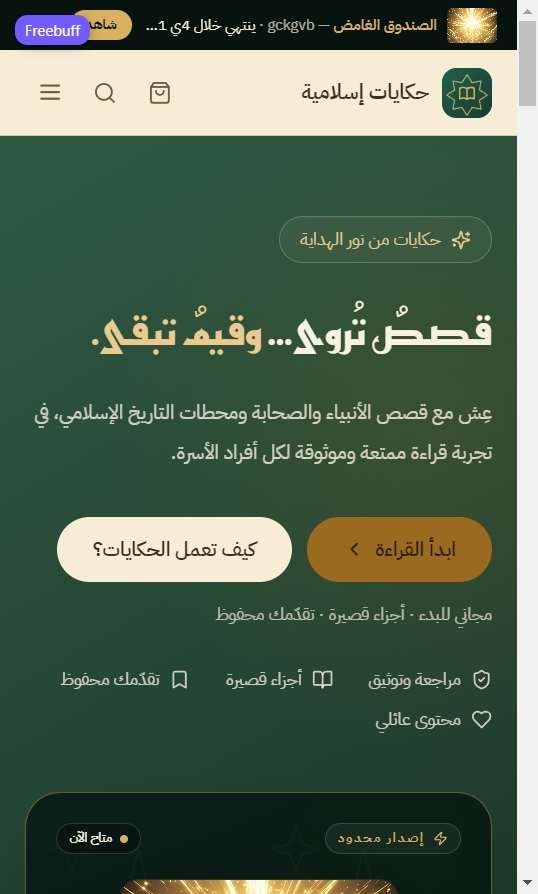 الصندوق الغامض — gckgvb · ينتهي خلال 4ي 1...
Freebuff
حكايات إسلامية
حكايات من نور الهداية
قصصٌ تُروى... وقيمٌ تبقى.
عِش مع قصص الأنبياء والصحابة ومحطات التاريخ الإسلامي، في
تجربة قراءة ممتعة وموثوقة لكل أفراد الأسرة.
ابدأ القراءة
كيف تعمل الحكايات؟
مجاني للبدء · أجزاء قصيرة · تقدّمك محفوظ
مراجعة وتوثيق
أجزاء قصيرة
تقدّمك محفوظ
محتوى عائلي
إصدار محدود
متاح الآن